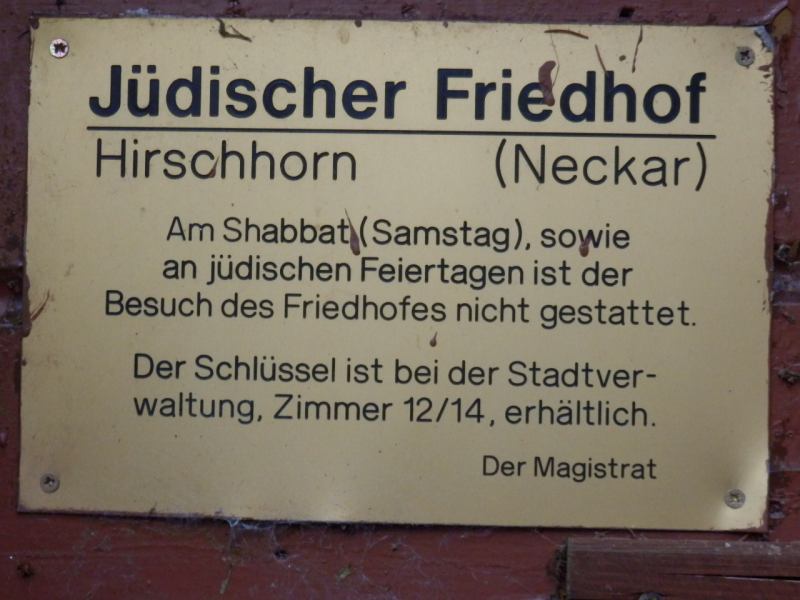 Jüdischer Friedhof
Hirschhorn (Neckar)
Am Shabbat (Samstag), sowie
an jüdischen Feiertagen ist der
Besuch des Friedhofes nicht gestattet.
Der Schlüssel ist bei der Stadtver-
waltung, Zimmer 12/14, erhältlich.
Der Magistrat